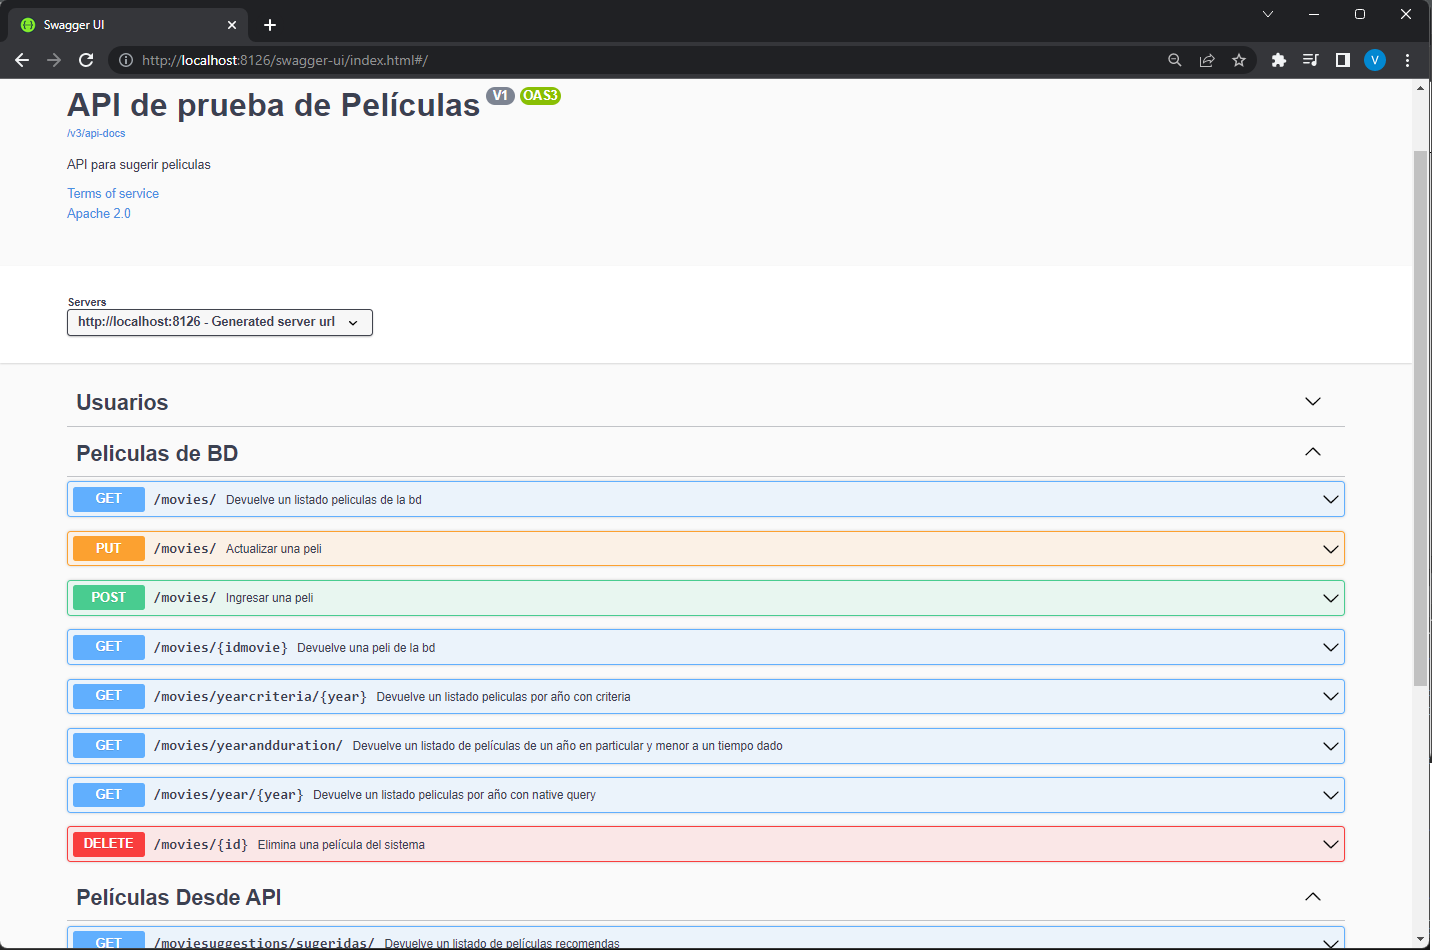 Swagger UI
http://localhost:8126/swagger-ui/index.html#/
V
API de prueba de Películas V1 OAS3
/v3/api-docs
API para sugerir peliculas
Terms of service
Apache 2.0
Servers
http://localhost:8126 - Generated server url
Usuarios
Peliculas de BD
GET /movies/ Devuelve un listado peliculas de la bd
PUT /movies/ Actualizar una peli
POST /movies/ Ingresar una peli
GET /movies/{idmovie} Devuelve una peli de la bd
GET /movies/yearcriteria/{year} Devuelve un listado peliculas por año con criteria
GET /movies/yearandduration/ Devuelve un listado de películas de un año en particular y menor a un tiempo dado
GET /movies/year/{year} Devuelve un listado peliculas por año con native query
DELETE /movies/{id} Elimina una película del sistema
Películas Desde API
GET /moviesuggestions/sugeridas/ Devuelve un listado de películas recomendas